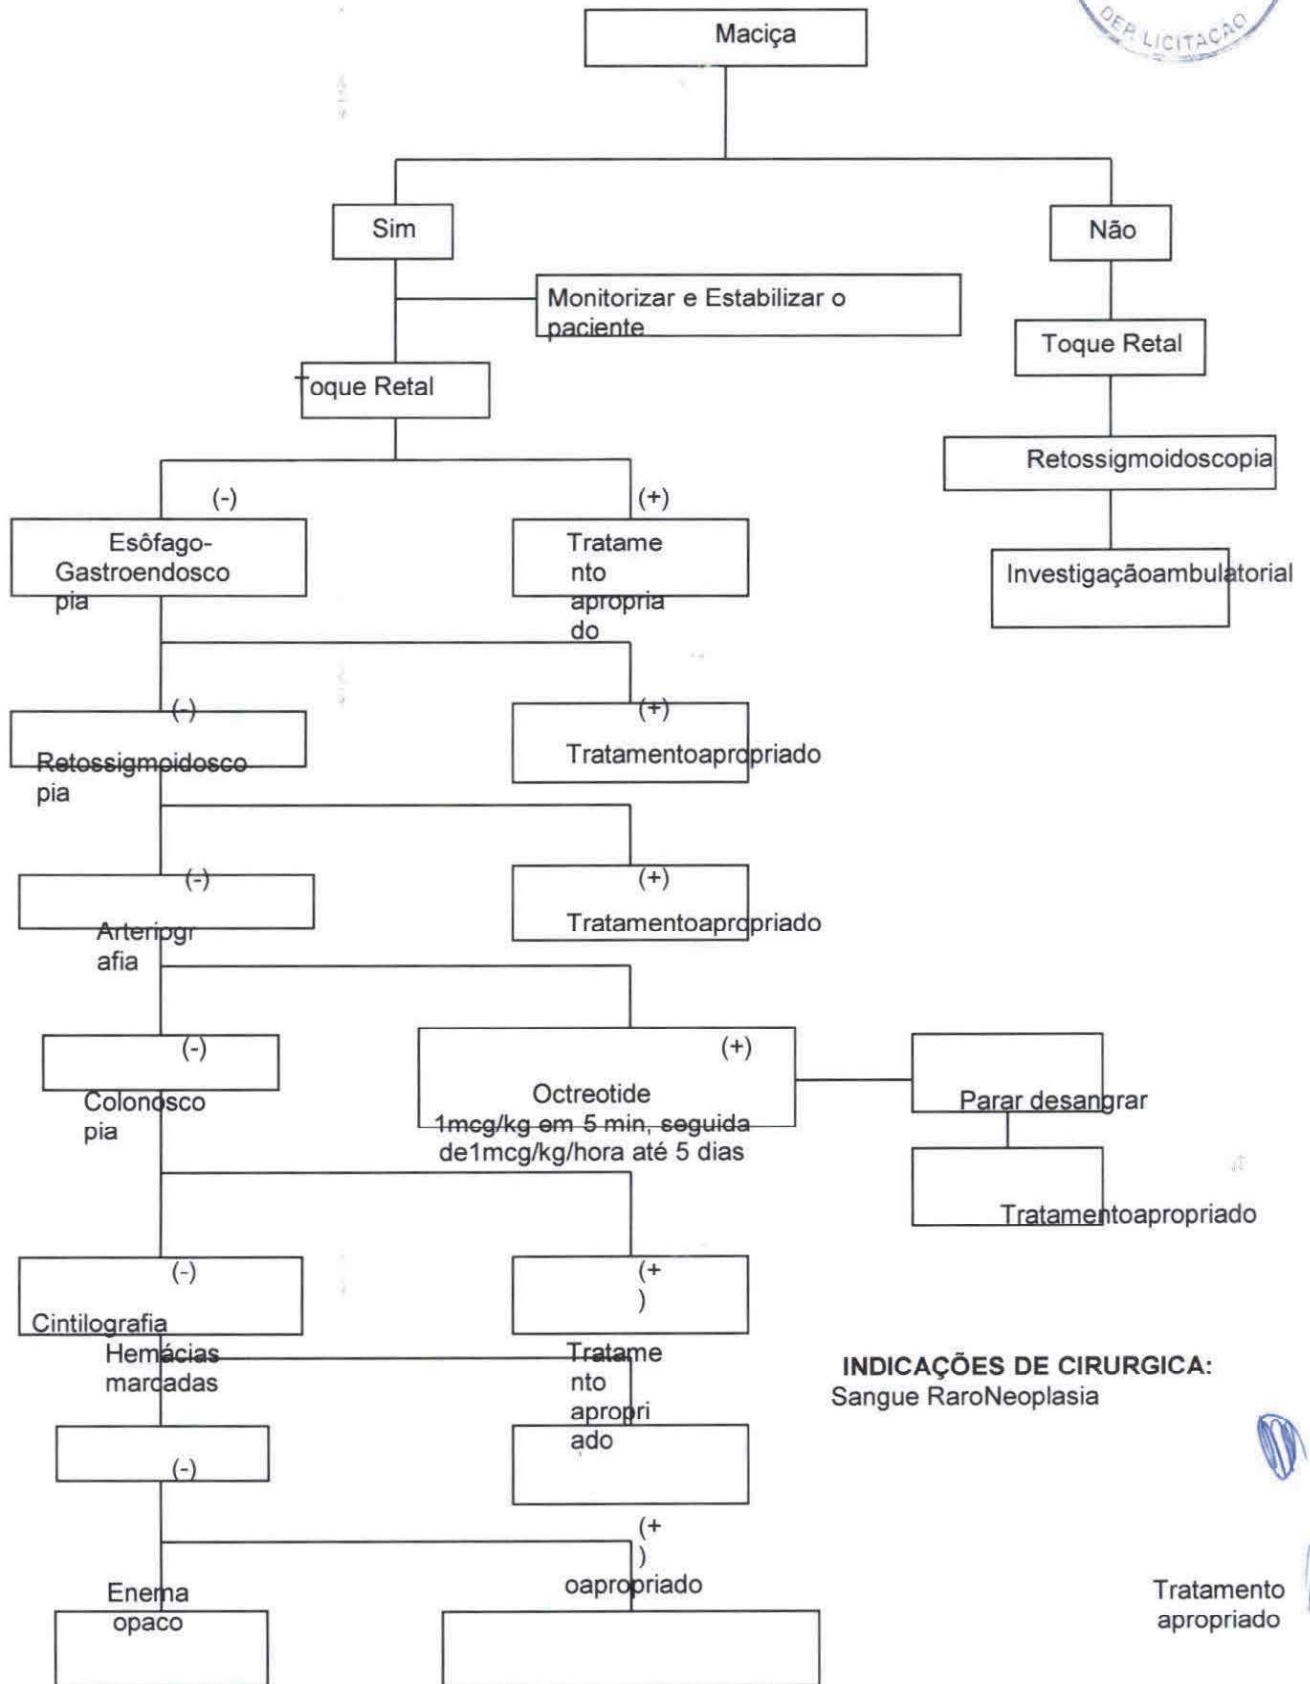 DEP. LICITAÇÃO
Maciça
Sim
Não
Monitorizar e Estabilizar o
paciente
Toque Retal
Toque Retal
Retossigmoidoscopia
(-)
(+)
Esôfago-
Gastroendosco
pia
Tratame
nto
apropria
do
Investigaçãoambulatorial
(-)
(+)
Retossigmoidosco
pia
Tratamentoapropriado
(-)
(+)
Arteriogr
afia
Tratamentoapropriado
(-)
(+)
Colonosco
pia
Octreotide
1mcg/kg em 5 min, seguida
de1mcg/kg/hora até 5 dias
Parar desangrar
Tratamentoapropriado
(-)
(+
)
Cintilografia
Hemácias
marcadas
Tratame
nto
apropri
ado
INDICAÇÕES DE CIRURGICA:
Sangue RaroNeoplasia
(-)
(+
)
oapropriado
Enema
opaco
Tratamento
apropriado